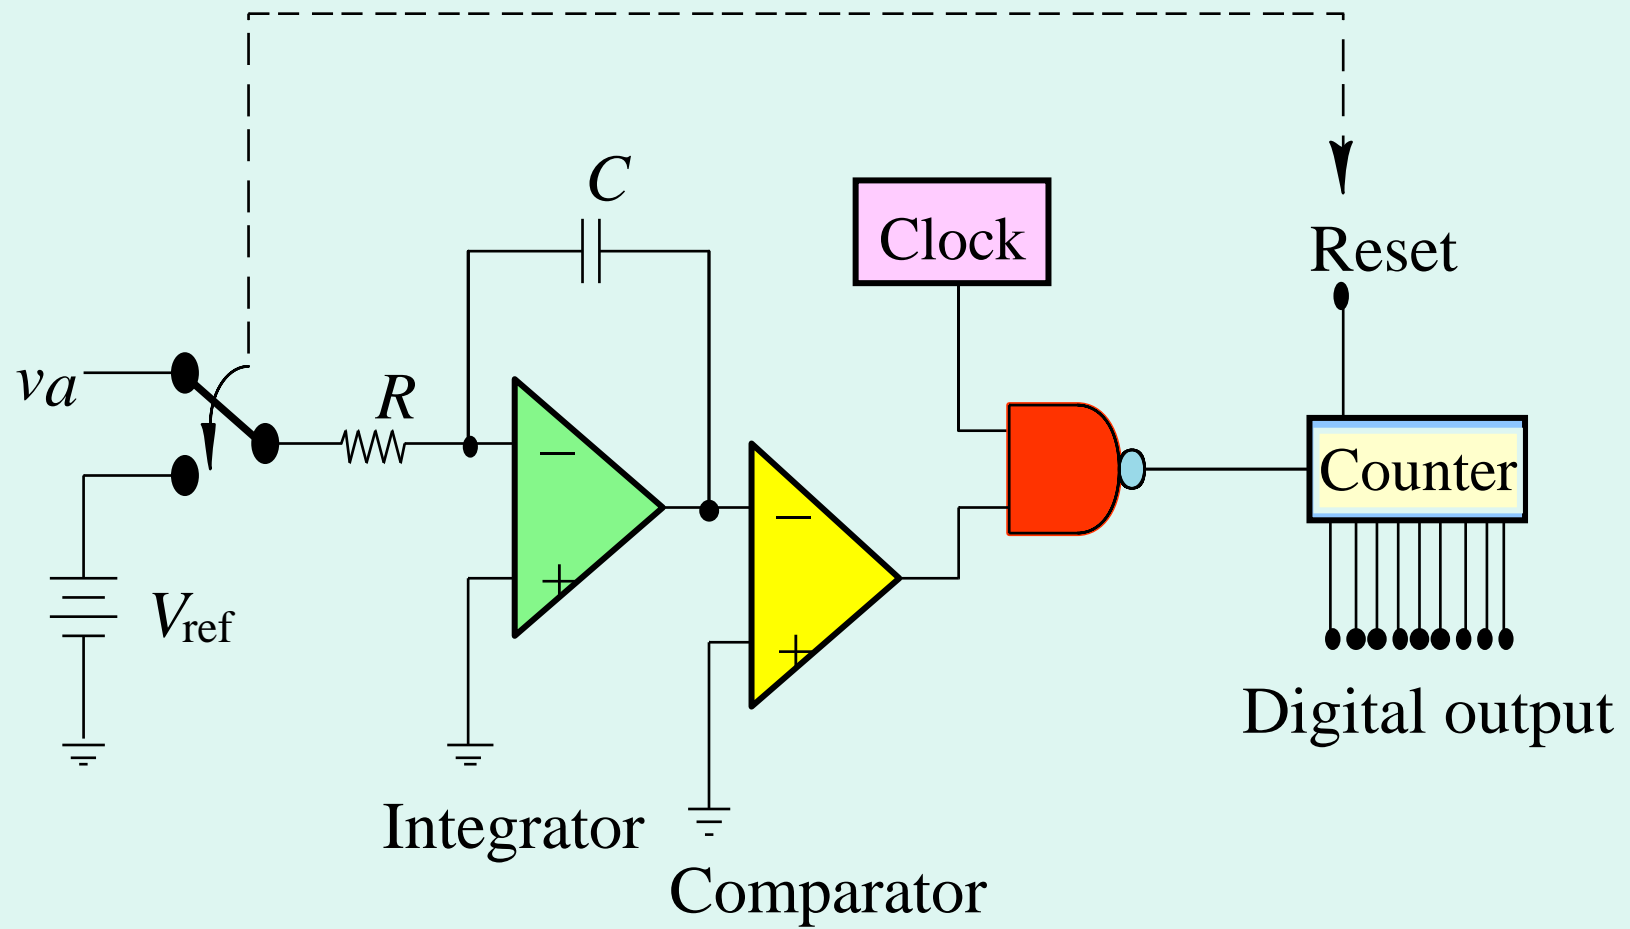 C
Clock
Reset
va
R
Counter
Vref
Digital output
Integrator
Comparator